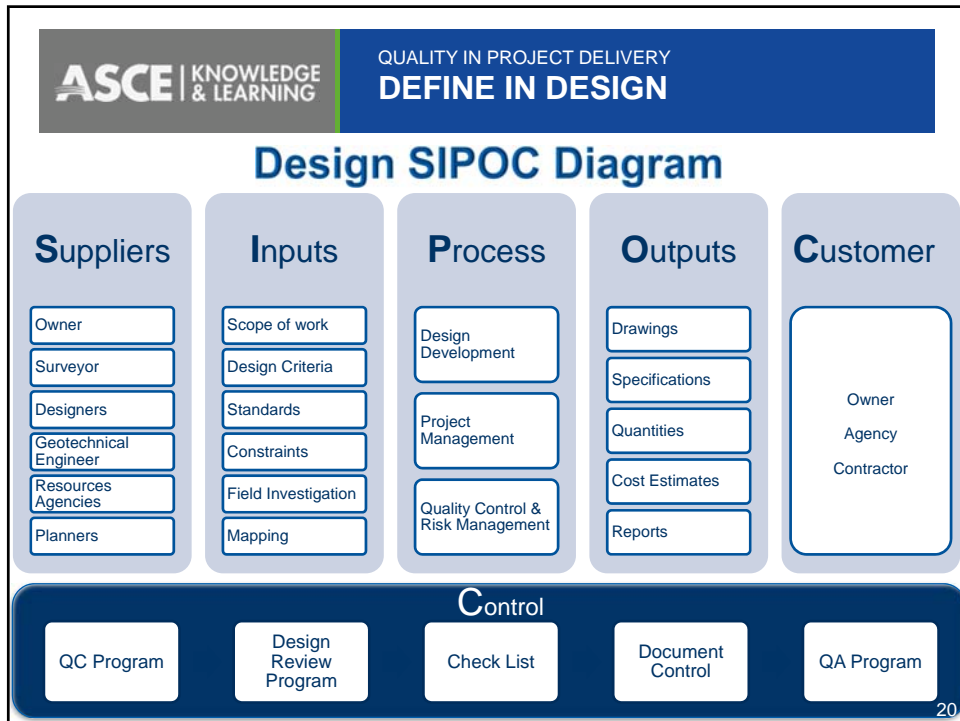 ASCE | KNOWLEDGE
& LEARNING
QUALITY IN PROJECT DELIVERY
DEFINE IN DESIGN
Design SIPOC Diagram
Suppliers
Owner
Surveyor
Designers
Geotechnical
Engineer
Resources
Agencies
Planners
Inputs
Scope of work
Design Criteria
Standards
Constraints
Field Investigation
Mapping
Process
Design
Development
Project
Management
Quality Control &
Risk Management
Outputs
Drawings
Specifications
Quantities
Cost Estimates
Reports
Customer
Owner
Agency
Contractor
Control
QC Program
Design
Review
Program
Check List
Document
Control
QA Program
20